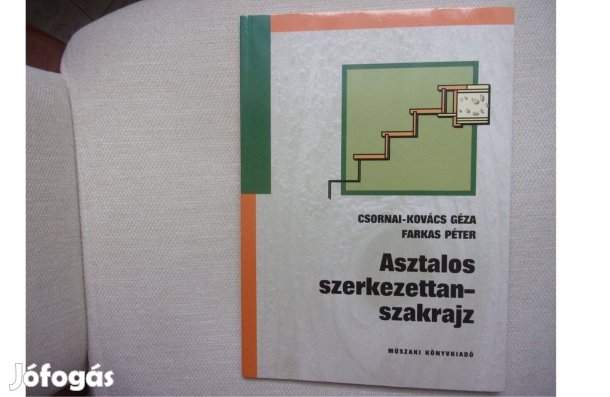 CSORNAI-KOVÁCS GÉZA
FARKAS PÉTER
Asztalos
szerkezettan-
szakrajz
MŰSZAKI KÖNYVKIADÓ
Jófogás